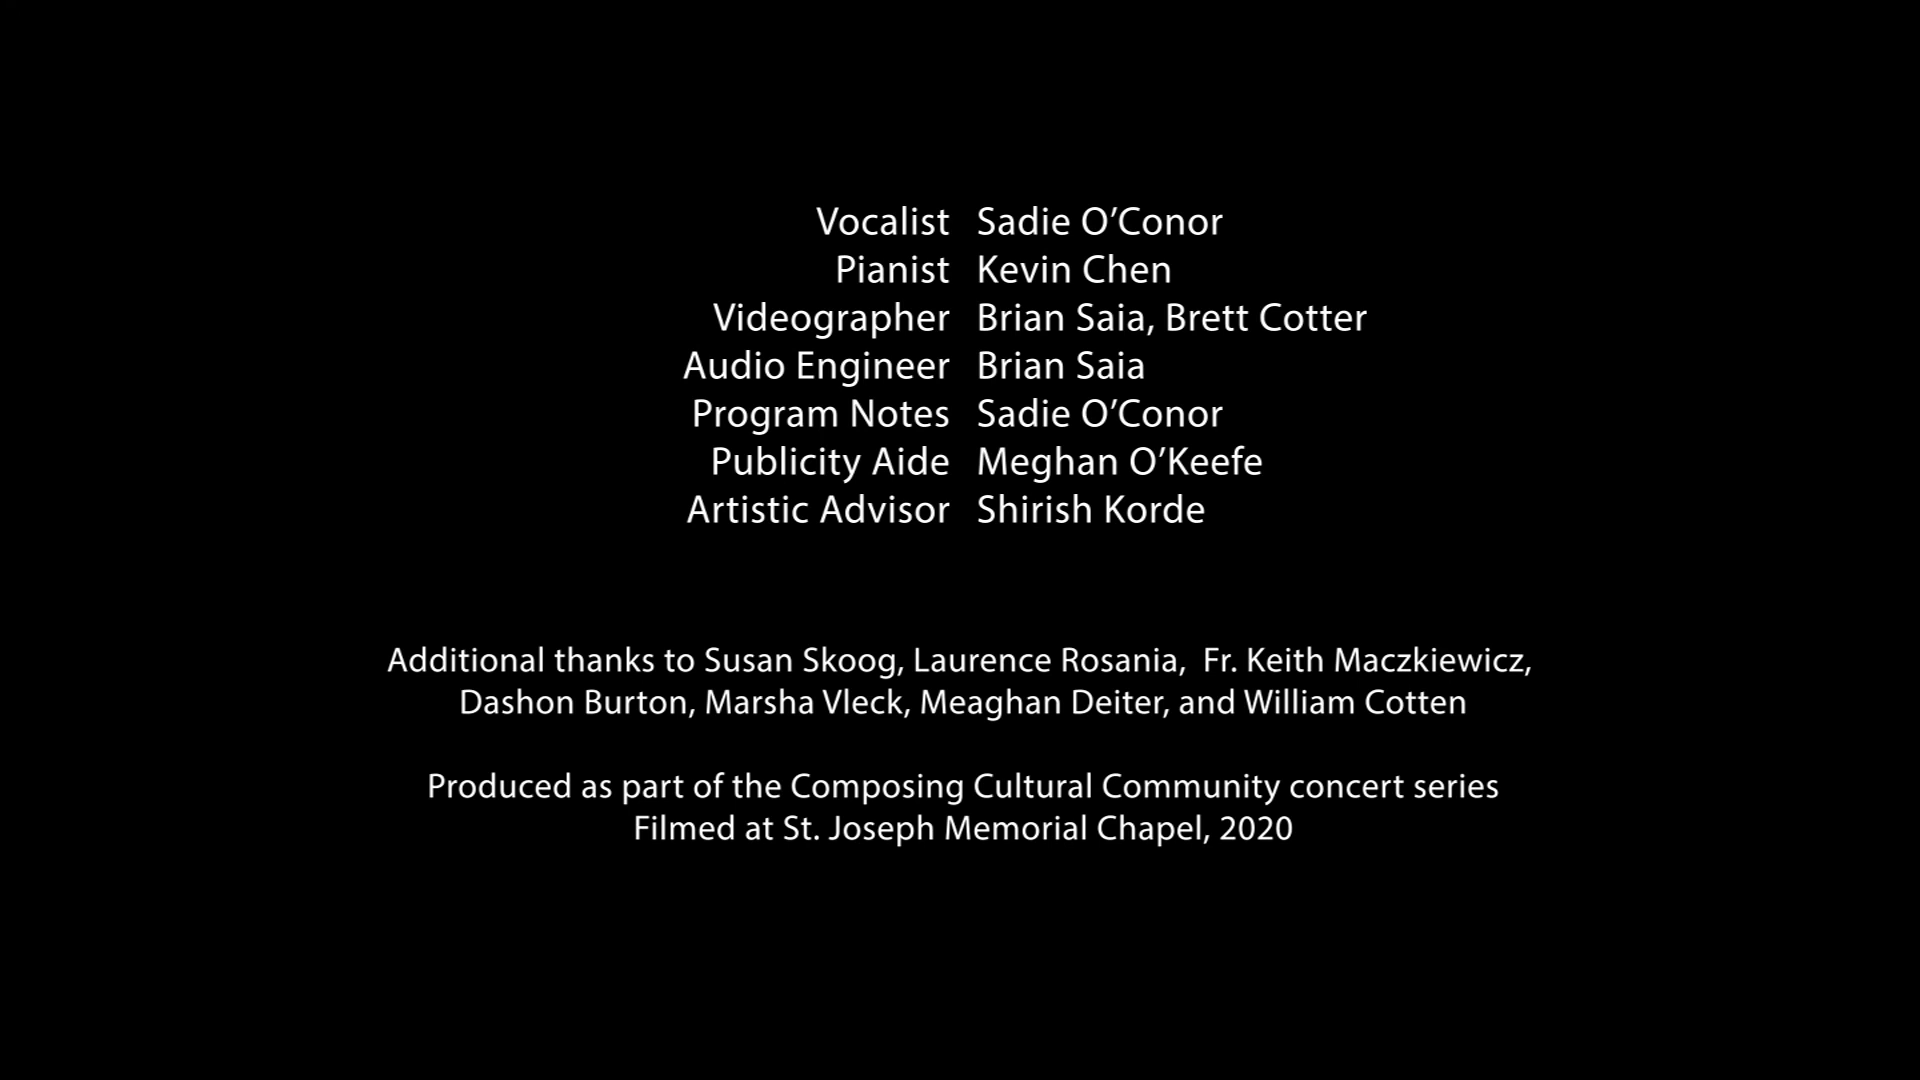 Vocalist Sadie O’Conor
Pianist Kevin Chen
Videographer Brian Saia, Brett Cotter
Audio Engineer Brian Saia
Program Notes Sadie O’Conor
Publicity Aide Meghan O’Keefe
Artistic Advisor Shirish Korde
Additional thanks to Susan Skoog, Laurence Rosania, Fr. Keith Maczkiewicz,
Dashon Burton, Marsha Vleck, Meaghan Deiter, and William Cotten
Produced as part of the Composing Cultural Community concert series
Filmed at St. Joseph Memorial Chapel, 2020